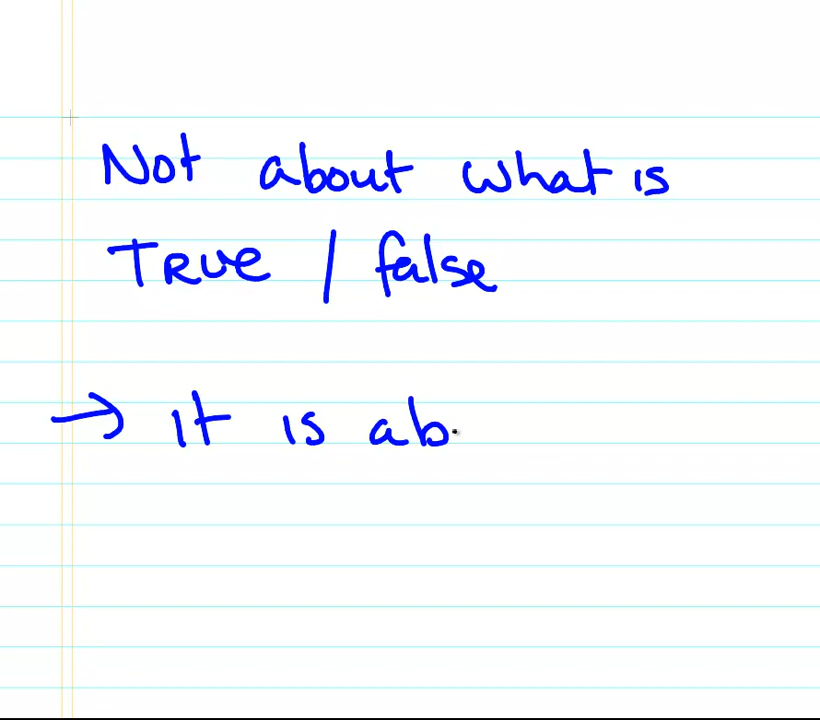 Not about what is
TRUE / false
→ it is ab